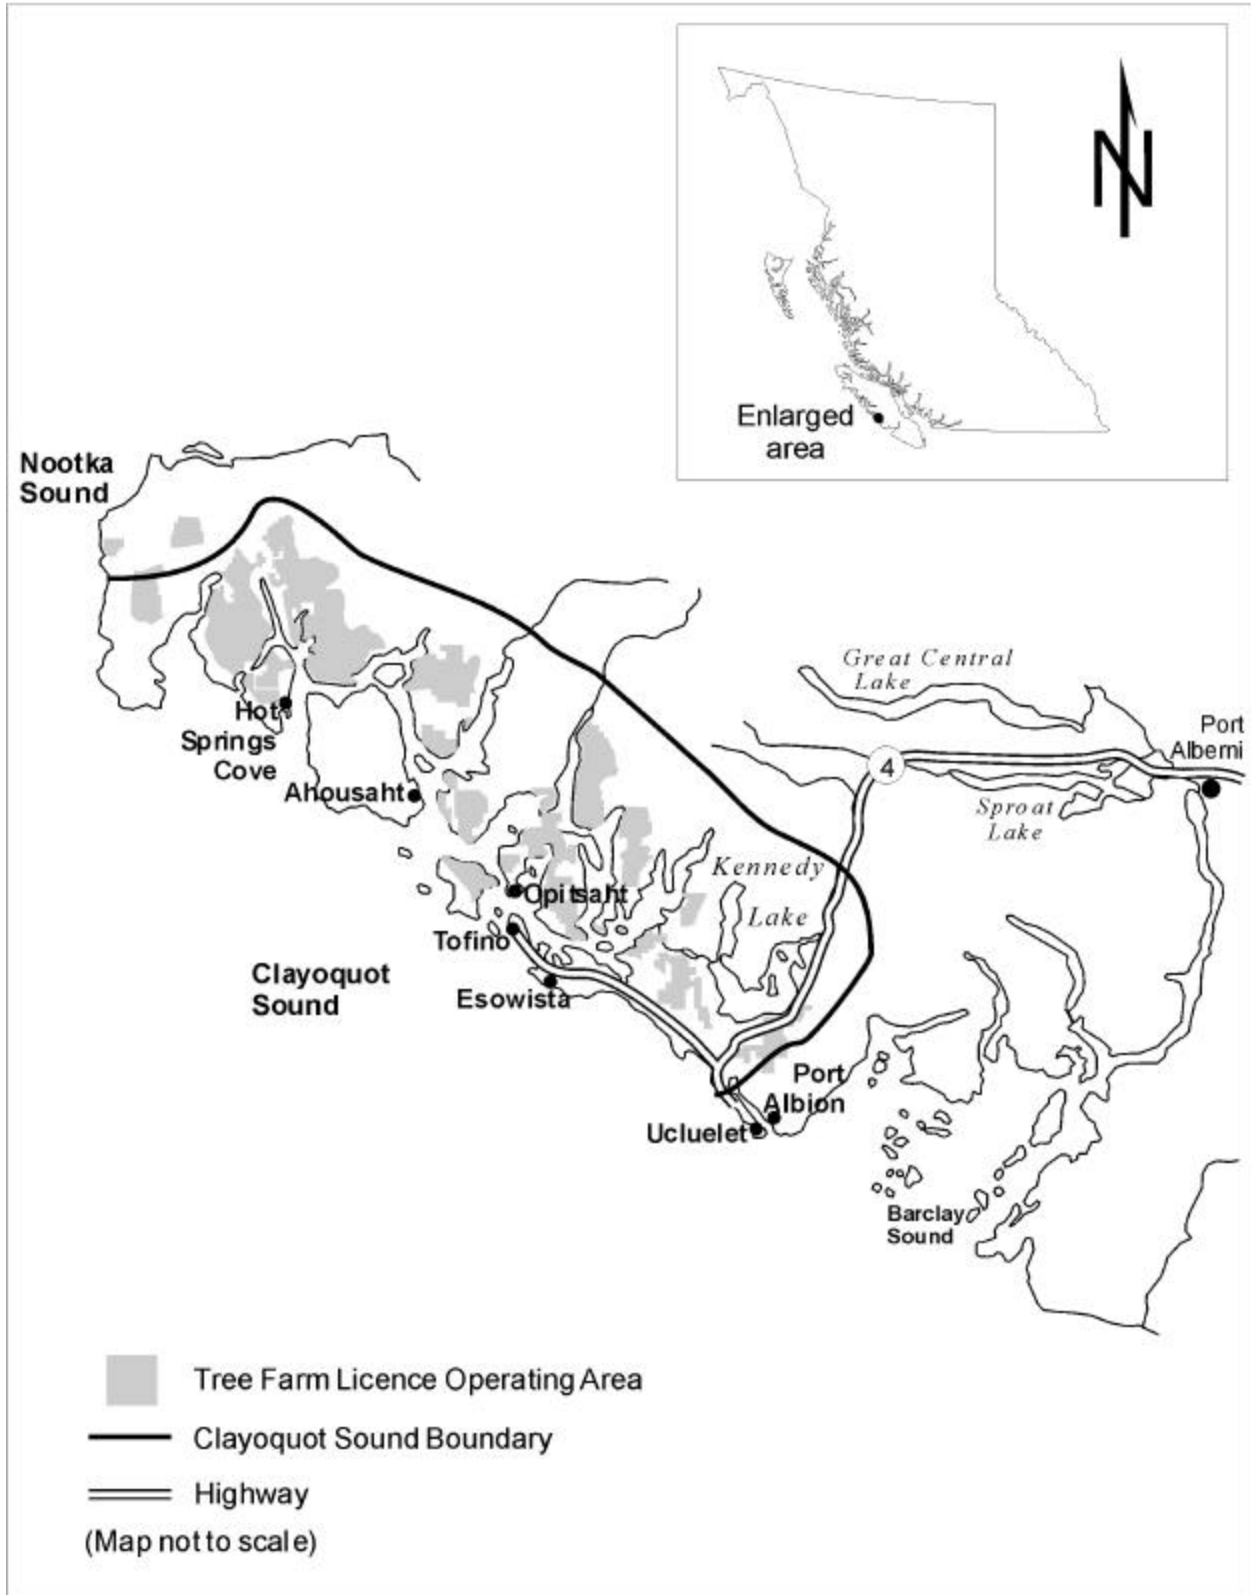 N
Enlarged
area
Nootka
Sound
Great Central
Lake
Port
Alberni
4
Sproat
Lake
Hot
Springs
Cove
Ahousaht
Kennedy
Lake
Opitsaht
Tofino
Esowista
Clayoquot
Sound
Port
Albion
Ucluelet
Barclay
Sound
Tree Farm Licence Operating Area
Clayoquot Sound Boundary
Highway
(Map not to scale)